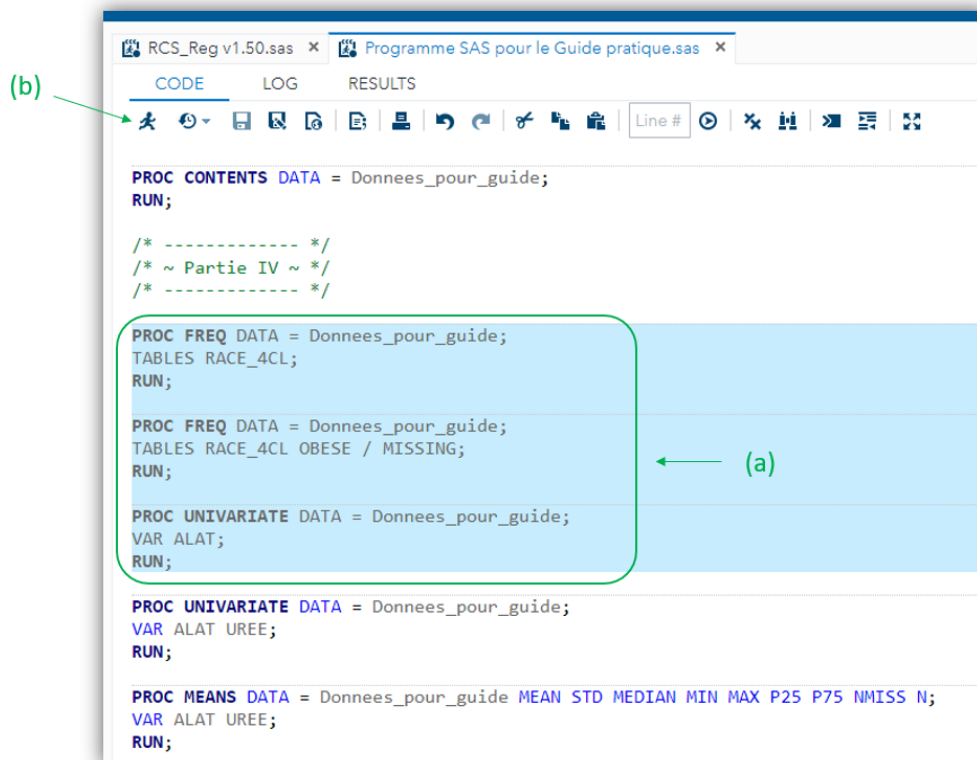 RCS_Reg v1.50.sas × Programme SAS pour le Guide pratique.sas ×
CODE LOG RESULTS
(b)
Line #
PROC CONTENTS DATA = Donnees_pour_guide;
RUN;
/* ------------- */
/* ~ Partie IV ~ */
/* ------------- */
PROC FREQ DATA = Donnees_pour_guide;
TABLES RACE_4CL;
RUN;
PROC FREQ DATA = Donnees_pour_guide;
TABLES RACE_4CL OBESE / MISSING;
RUN;
(a)
PROC UNIVARIATE DATA = Donnees_pour_guide;
VAR ALAT;
RUN;
PROC UNIVARIATE DATA = Donnees_pour_guide;
VAR ALAT UREE;
RUN;
PROC MEANS DATA = Donnees_pour_guide MEAN STD MEDIAN MIN MAX P25 P75 NMISS N;
VAR ALAT UREE;
RUN;